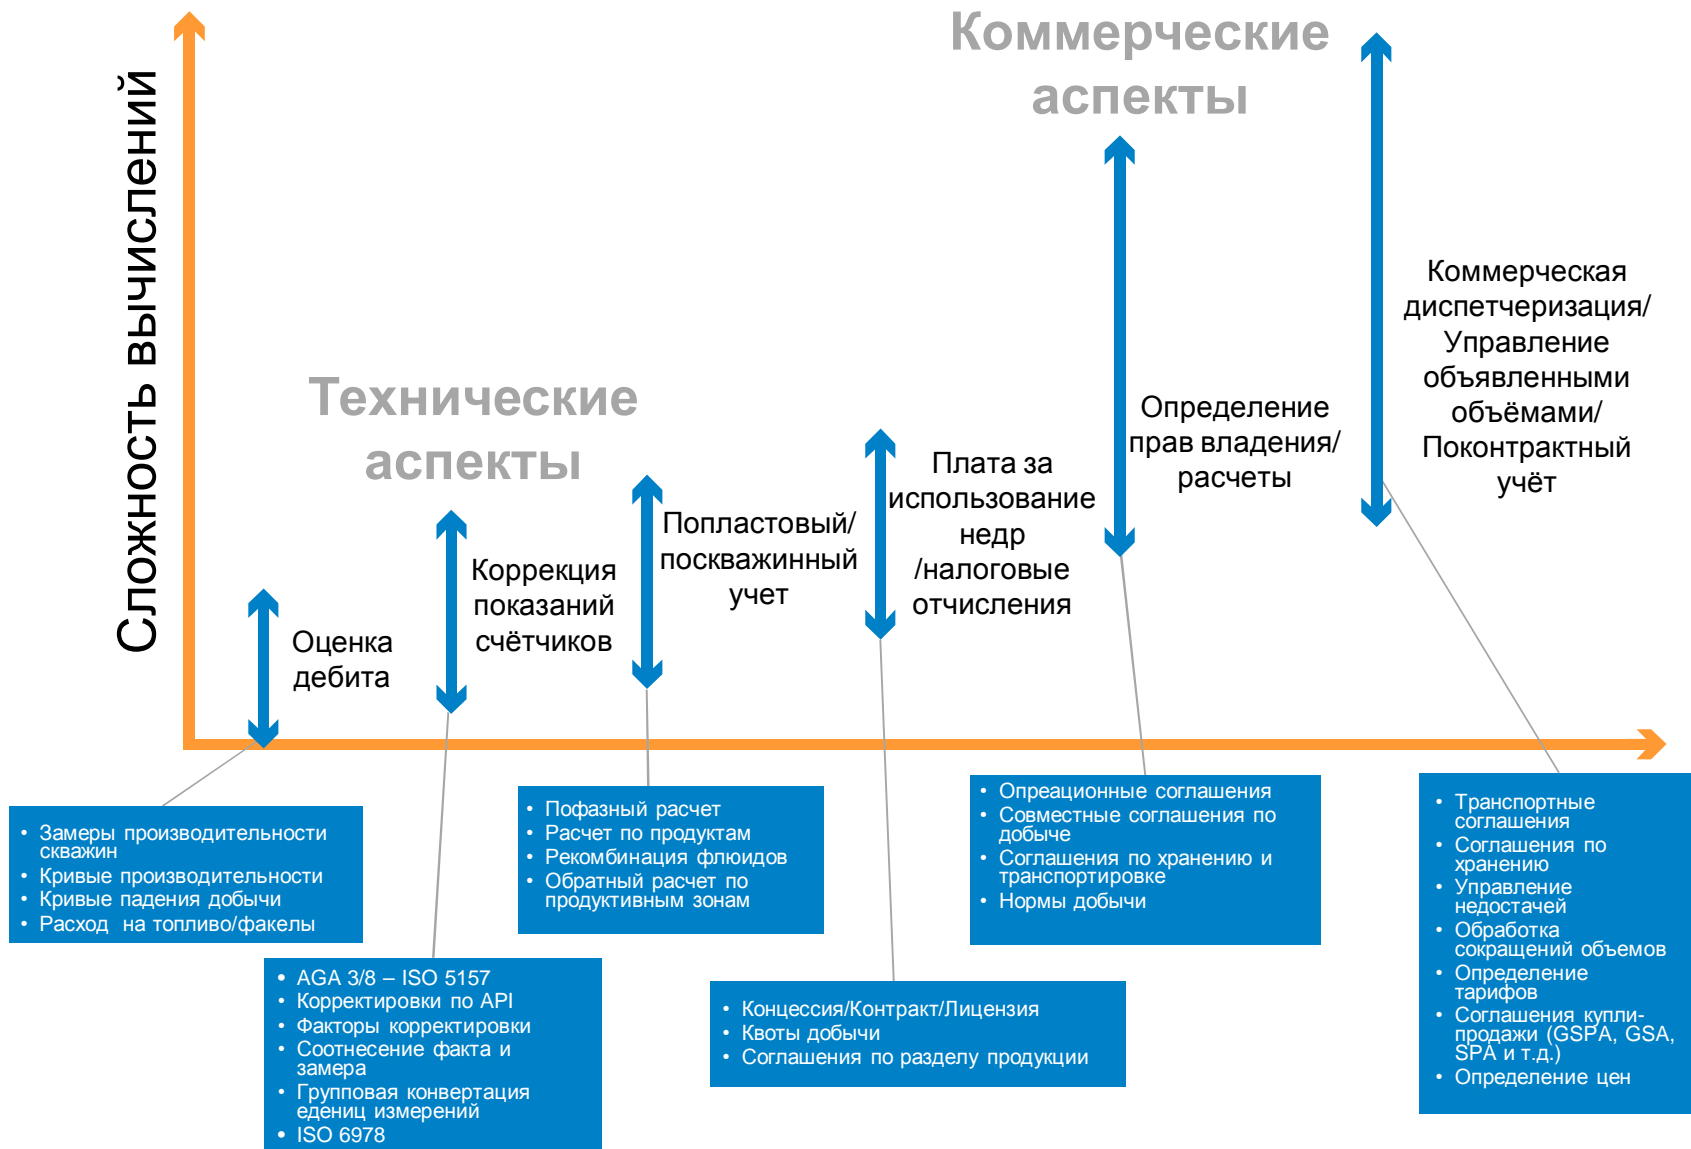 Сложность вычислений
Технические
аспекты
Коммерческие
аспекты
Оценка
дебита
Коррекция
показаний
счётчиков
Попластовый/
поскважинный
учет
Плата за
использование
недр
/налоговые
отчисления
Определение
прав владения/
расчеты
Коммерческая
диспетчеризация/
Управление
объявленными
объёмами/
Поконтрактный
учёт
• Замеры производительности
скважин
• Кривые производительности
• Кривые падения добычи
• Расход на топливо/факелы
• AGA 3/8 – ISO 5157
• Корректировки по API
• Факторы корректировки
• Соотнесение факта и
замера
• Групповая конвертация
едениц измерений
• ISO 6978
• Пофазный расчет
• Расчет по продуктам
• Рекомбинация флюидов
• Обратный расчет по
продуктивным зонам
• Концессия/Контракт/Лицензия
• Квоты добычи
• Соглашения по разделу продукции
• Опреационные соглашения
• Совместные соглашения по
добыче
• Соглашения по хранению и
транспортировке
• Нормы добычи
• Транспортные
соглашения
• Соглашения по
хранению
• Управление
недостачей
• Обработка
сокращений объемов
• Определение
тарифов
• Соглашения купли-
продажи (GSPA, GSA,
SPA и т.д.)
• Определение цен